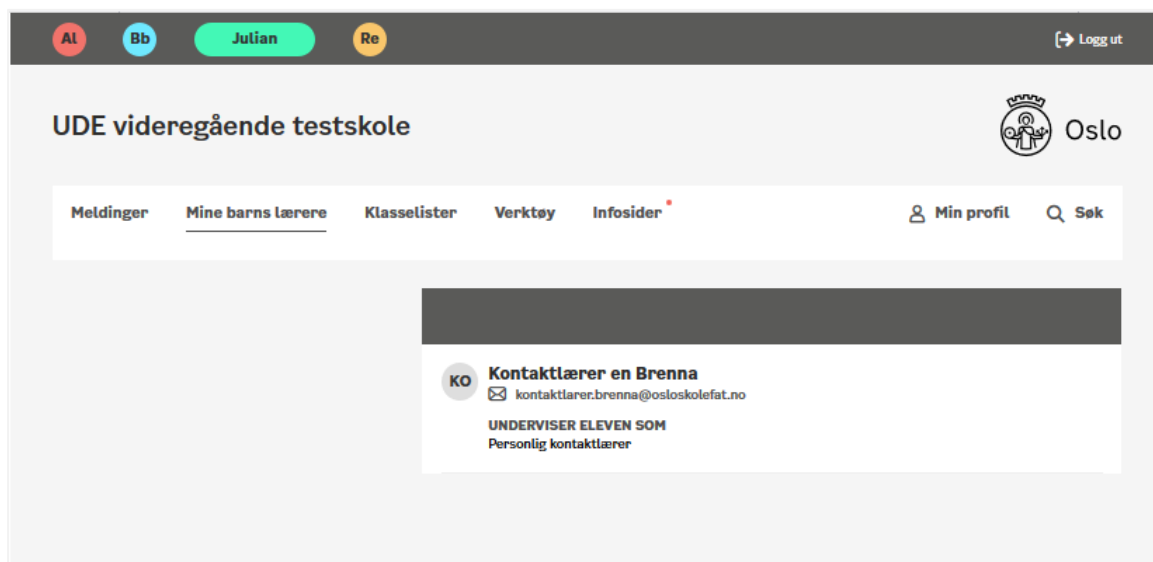 Al Bb Julian Re Logg ut
UDE videregående testskole
Oslo
Meldinger Mine barns lærere Klasselister Verktøy Infosider Min profil Søk
KO Kontaktlærer en Brenna
kontaktlarer.brenna@osloskolefat.no
UNDERVISER ELEVEN SOM
Personlig kontaktlærer